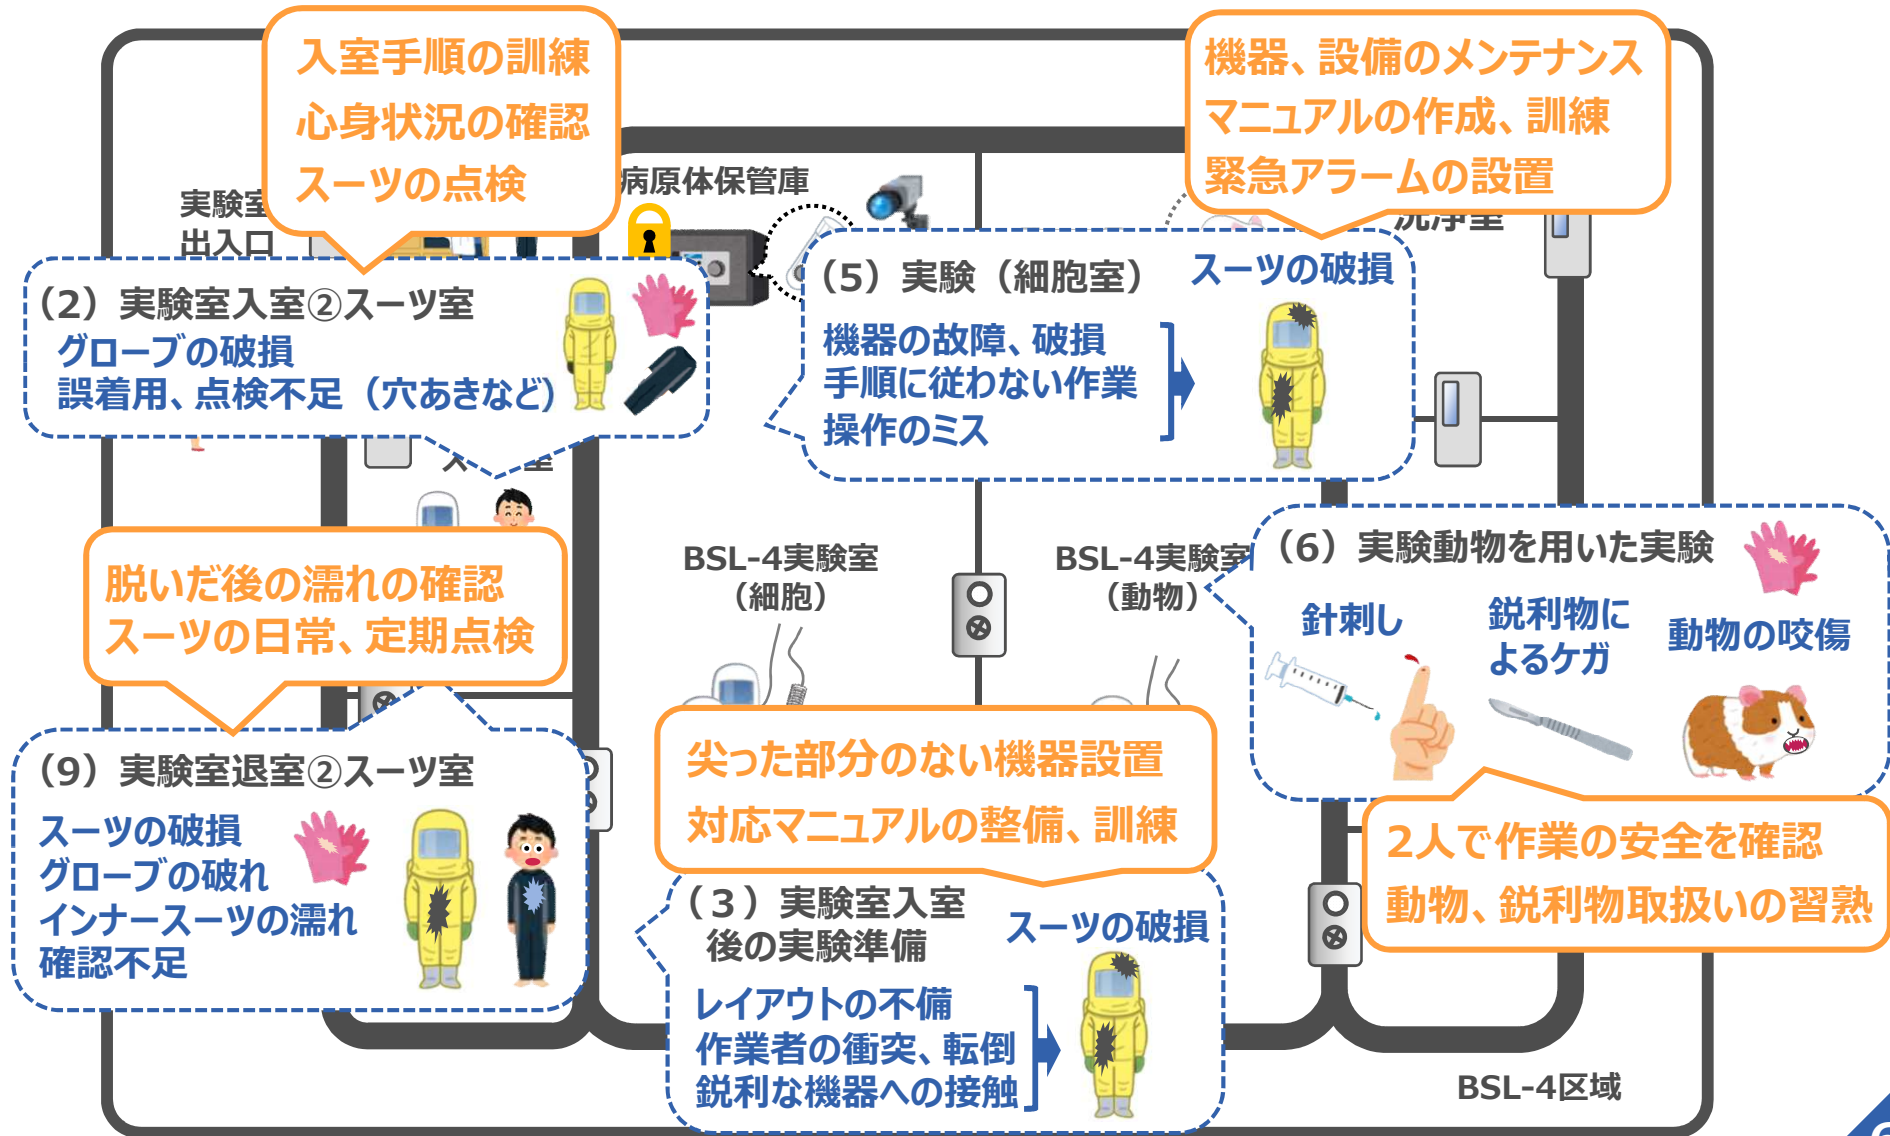 入室手順の訓練
心身状況の確認
スーツの点検
機器、設備のメンテナンス
マニュアルの作成、訓練
緊急アラームの設置
実験室
出入口
病原体保管庫
洗浄室
（2）実験室入室②スーツ室
グローブの破損
誤着用、点検不足（穴あきなど）
（5）実験（細胞室）
スーツの破損
機器の故障、破損
手順に従わない作業
操作のミス
脱いだ後の濡れの確認
スーツの日常、定期点検
BSL-4実験室
（細胞）
BSL-4実験室
（動物）
（6）実験動物を用いた実験
針刺し
鋭利物に
よるケガ
動物の咬傷
（9）実験室退室②スーツ室
スーツの破損
グローブの破れ
インナースーツの濡れ
確認不足
尖った部分のない機器設置
対応マニュアルの整備、訓練
2人で作業の安全を確認
動物、鋭利物取扱いの習熟
（３）実験室入室
後の実験準備
スーツの破損
レイアウトの不備
作業者の衝突、転倒
鋭利な機器への接触
BSL-4区域